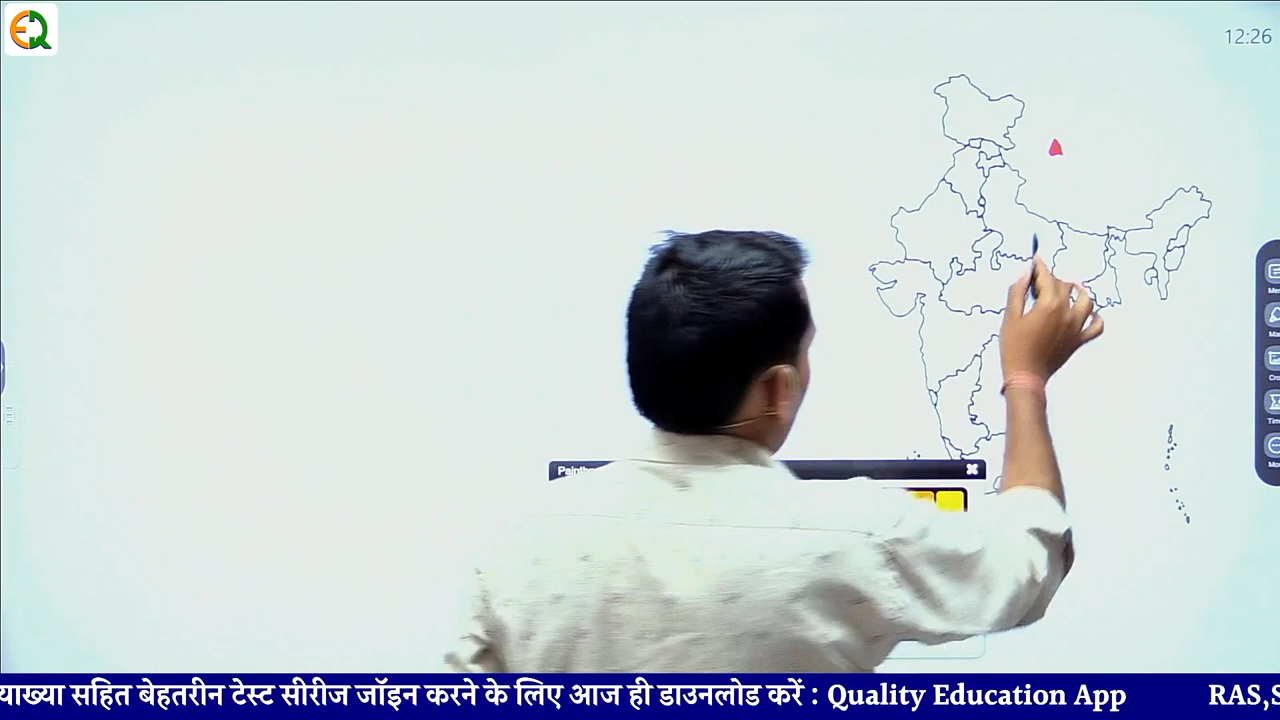 12:26
याख्या सहित बेहतरीन टेस्ट सीरीज जॉइन करने के लिए आज ही डाउनलोड करें : Quality Education App RAS,S